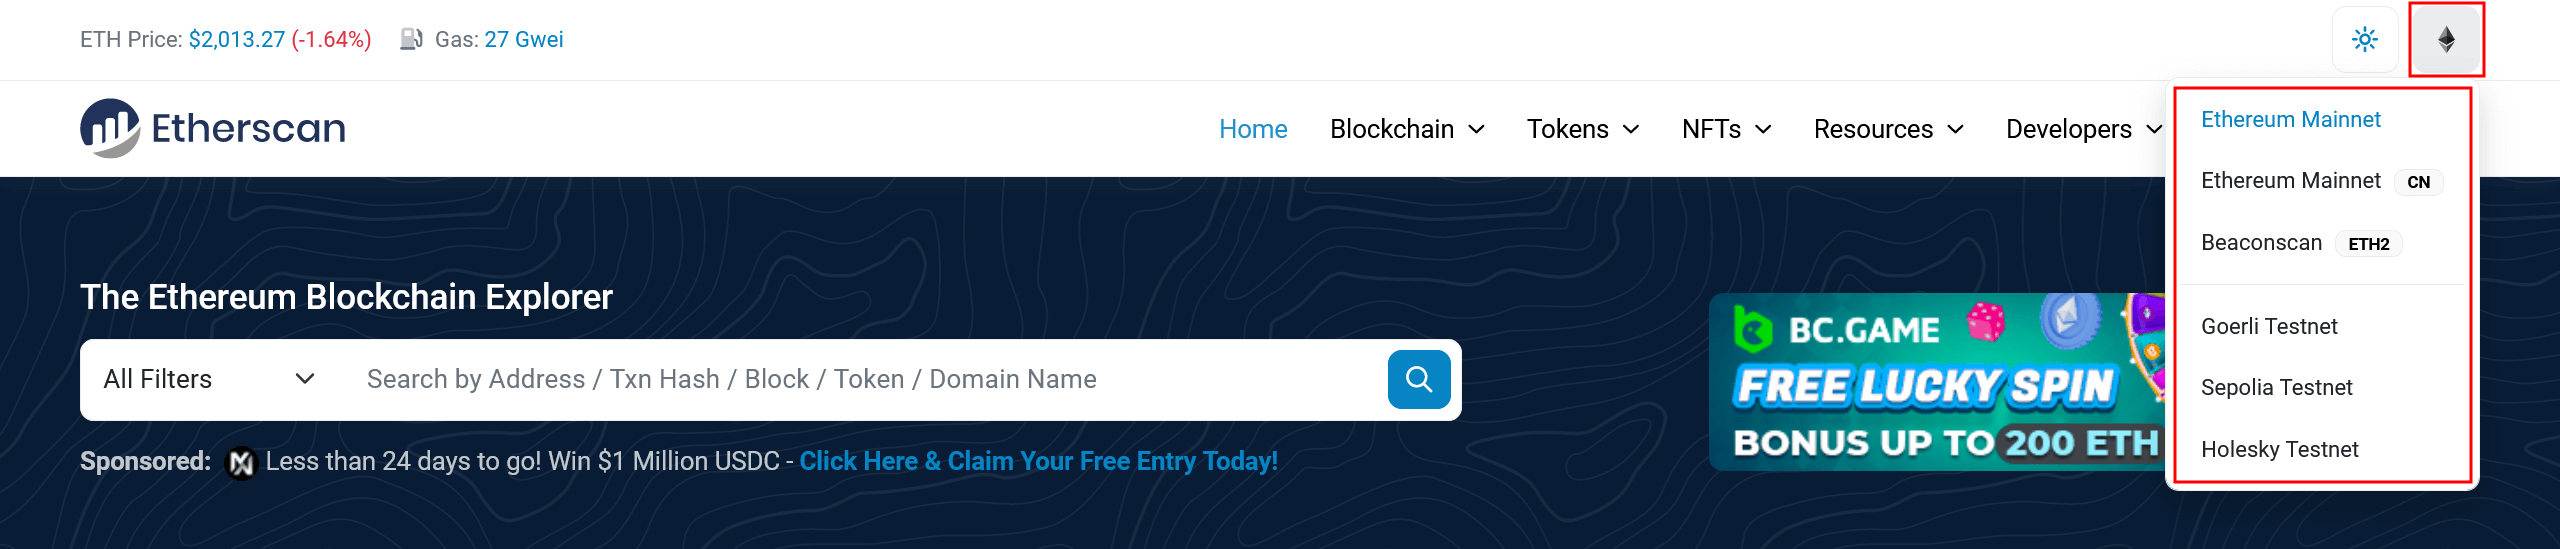 ETH Price: $2,013.27 (-1.64%) Gas: 27 Gwei
Etherscan
Home Blockchain Tokens NFTs Resources Developers
Ethereum Mainnet
Ethereum Mainnet CN
Beaconscan ETH2
Goerli Testnet
Sepolia Testnet
Holesky Testnet
The Ethereum Blockchain Explorer
All Filters Search by Address / Txn Hash / Block / Token / Domain Name
Sponsored: Less than 24 days to go! Win $1 Million USDC - Click Here & Claim Your Free Entry Today!
BC.GAME
FREE LUCKY SPIN
BONUS UP TO 200 ETH